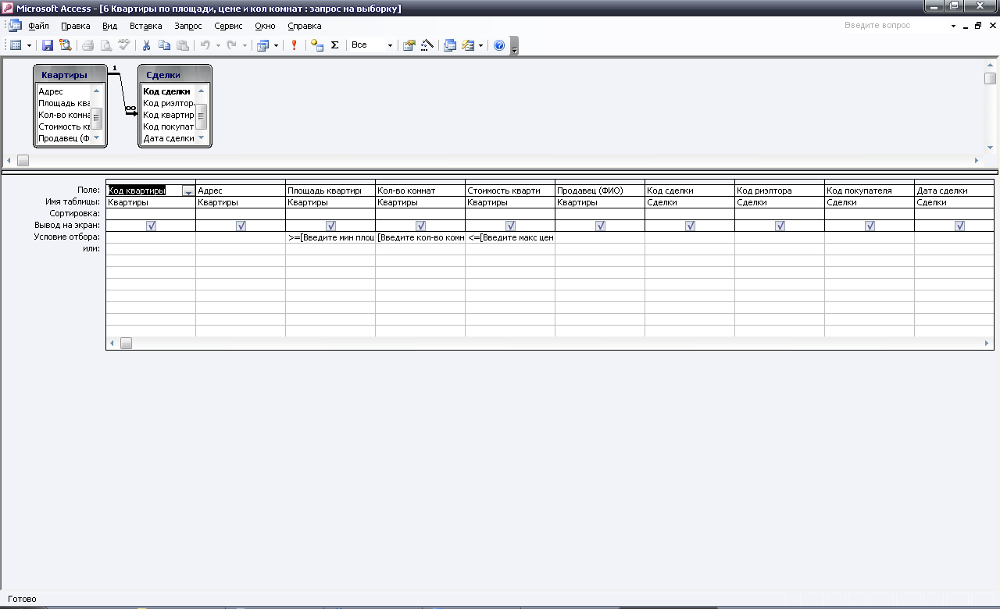 Microsoft Access - [6 Квартиры по площади, цене и кол комнат : запрос на выборку]
Файл Правка Вид Вставка Запрос Сервис Окно Справка Введите вопрос
Все
Квартиры
Адрес
Площадь ква
Кол-во комна
Стоимость кв
Продавец (Ф
1
∞
Сделки
Код сделки
Код риэлтор
Код квартир
Код покупат
Дата сделки
Поле: Код квартиры Адрес Площадь квартиры Кол-во комнат Стоимость кварти Продавец (ФИО) Код сделки Код риэлтора Код покупателя Дата сделки
Имя таблицы: Квартиры Квартиры Квартиры Квартиры Квартиры Квартиры Сделки Сделки Сделки Сделки
Сортировка:
Вывод на экран:
Условие отбора: >=[Введите мин площ [Введите кол-во комн <=[Введите макс цен
или:
Готово